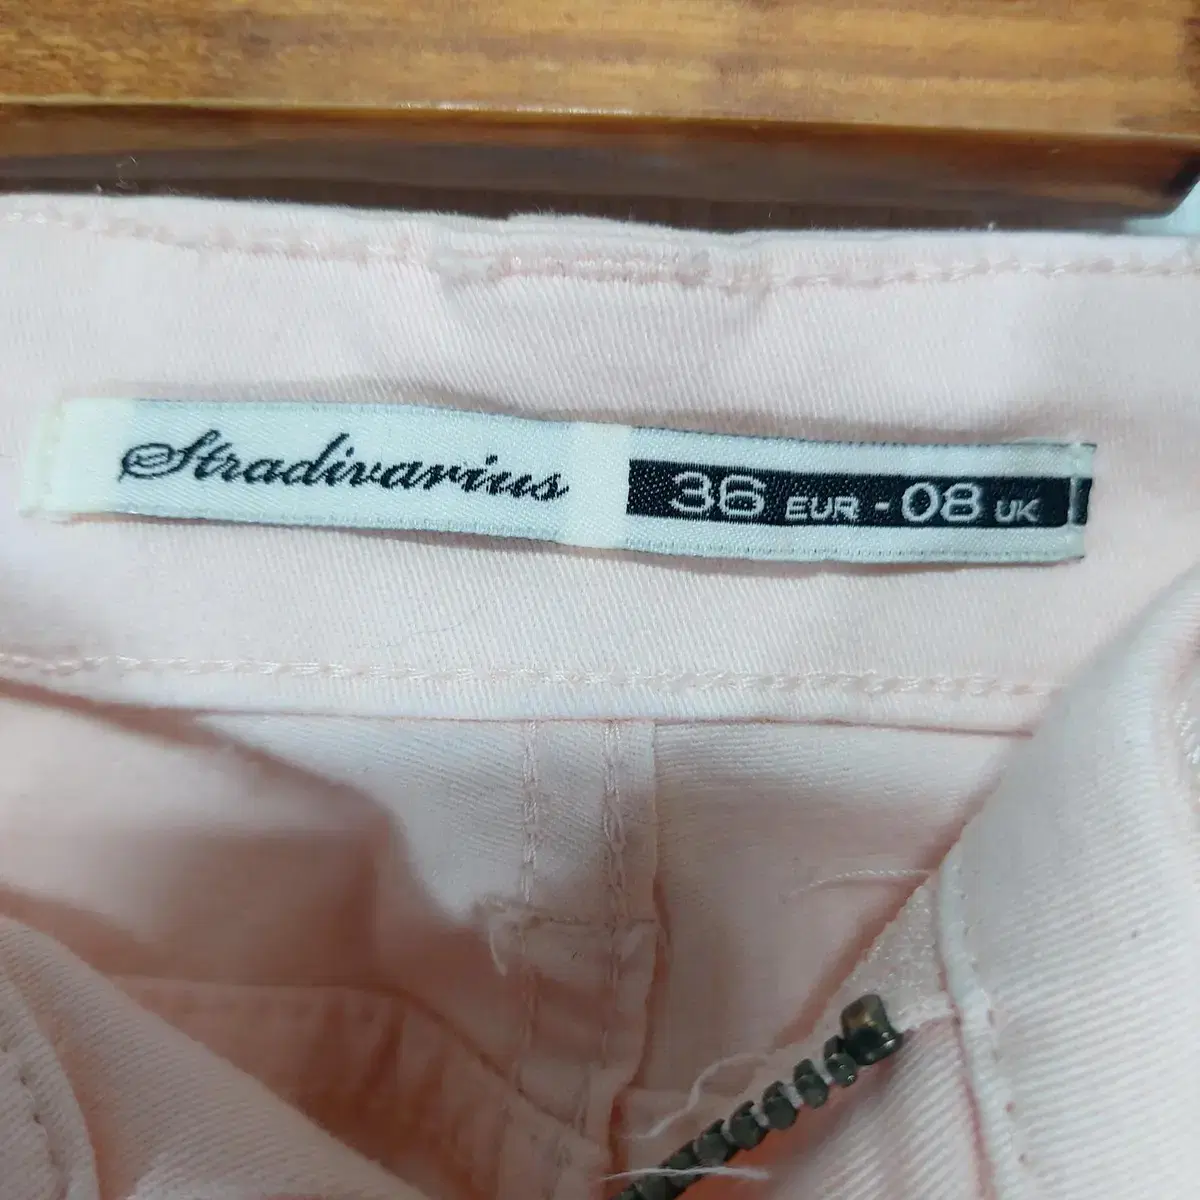 Stradivarius
36 EUR - 08 UK